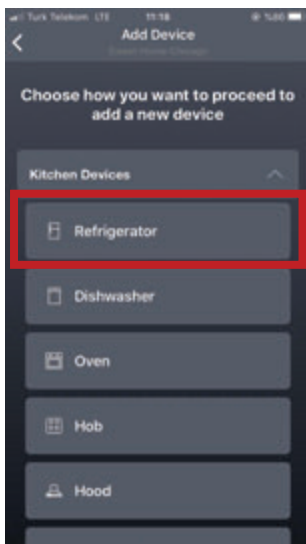 Turk Telekom LTE 11:18
Add Device
Choose how you want to proceed to
add a new device
Kitchen Devices
Refrigerator
Dishwasher
Oven
Hob
Hood